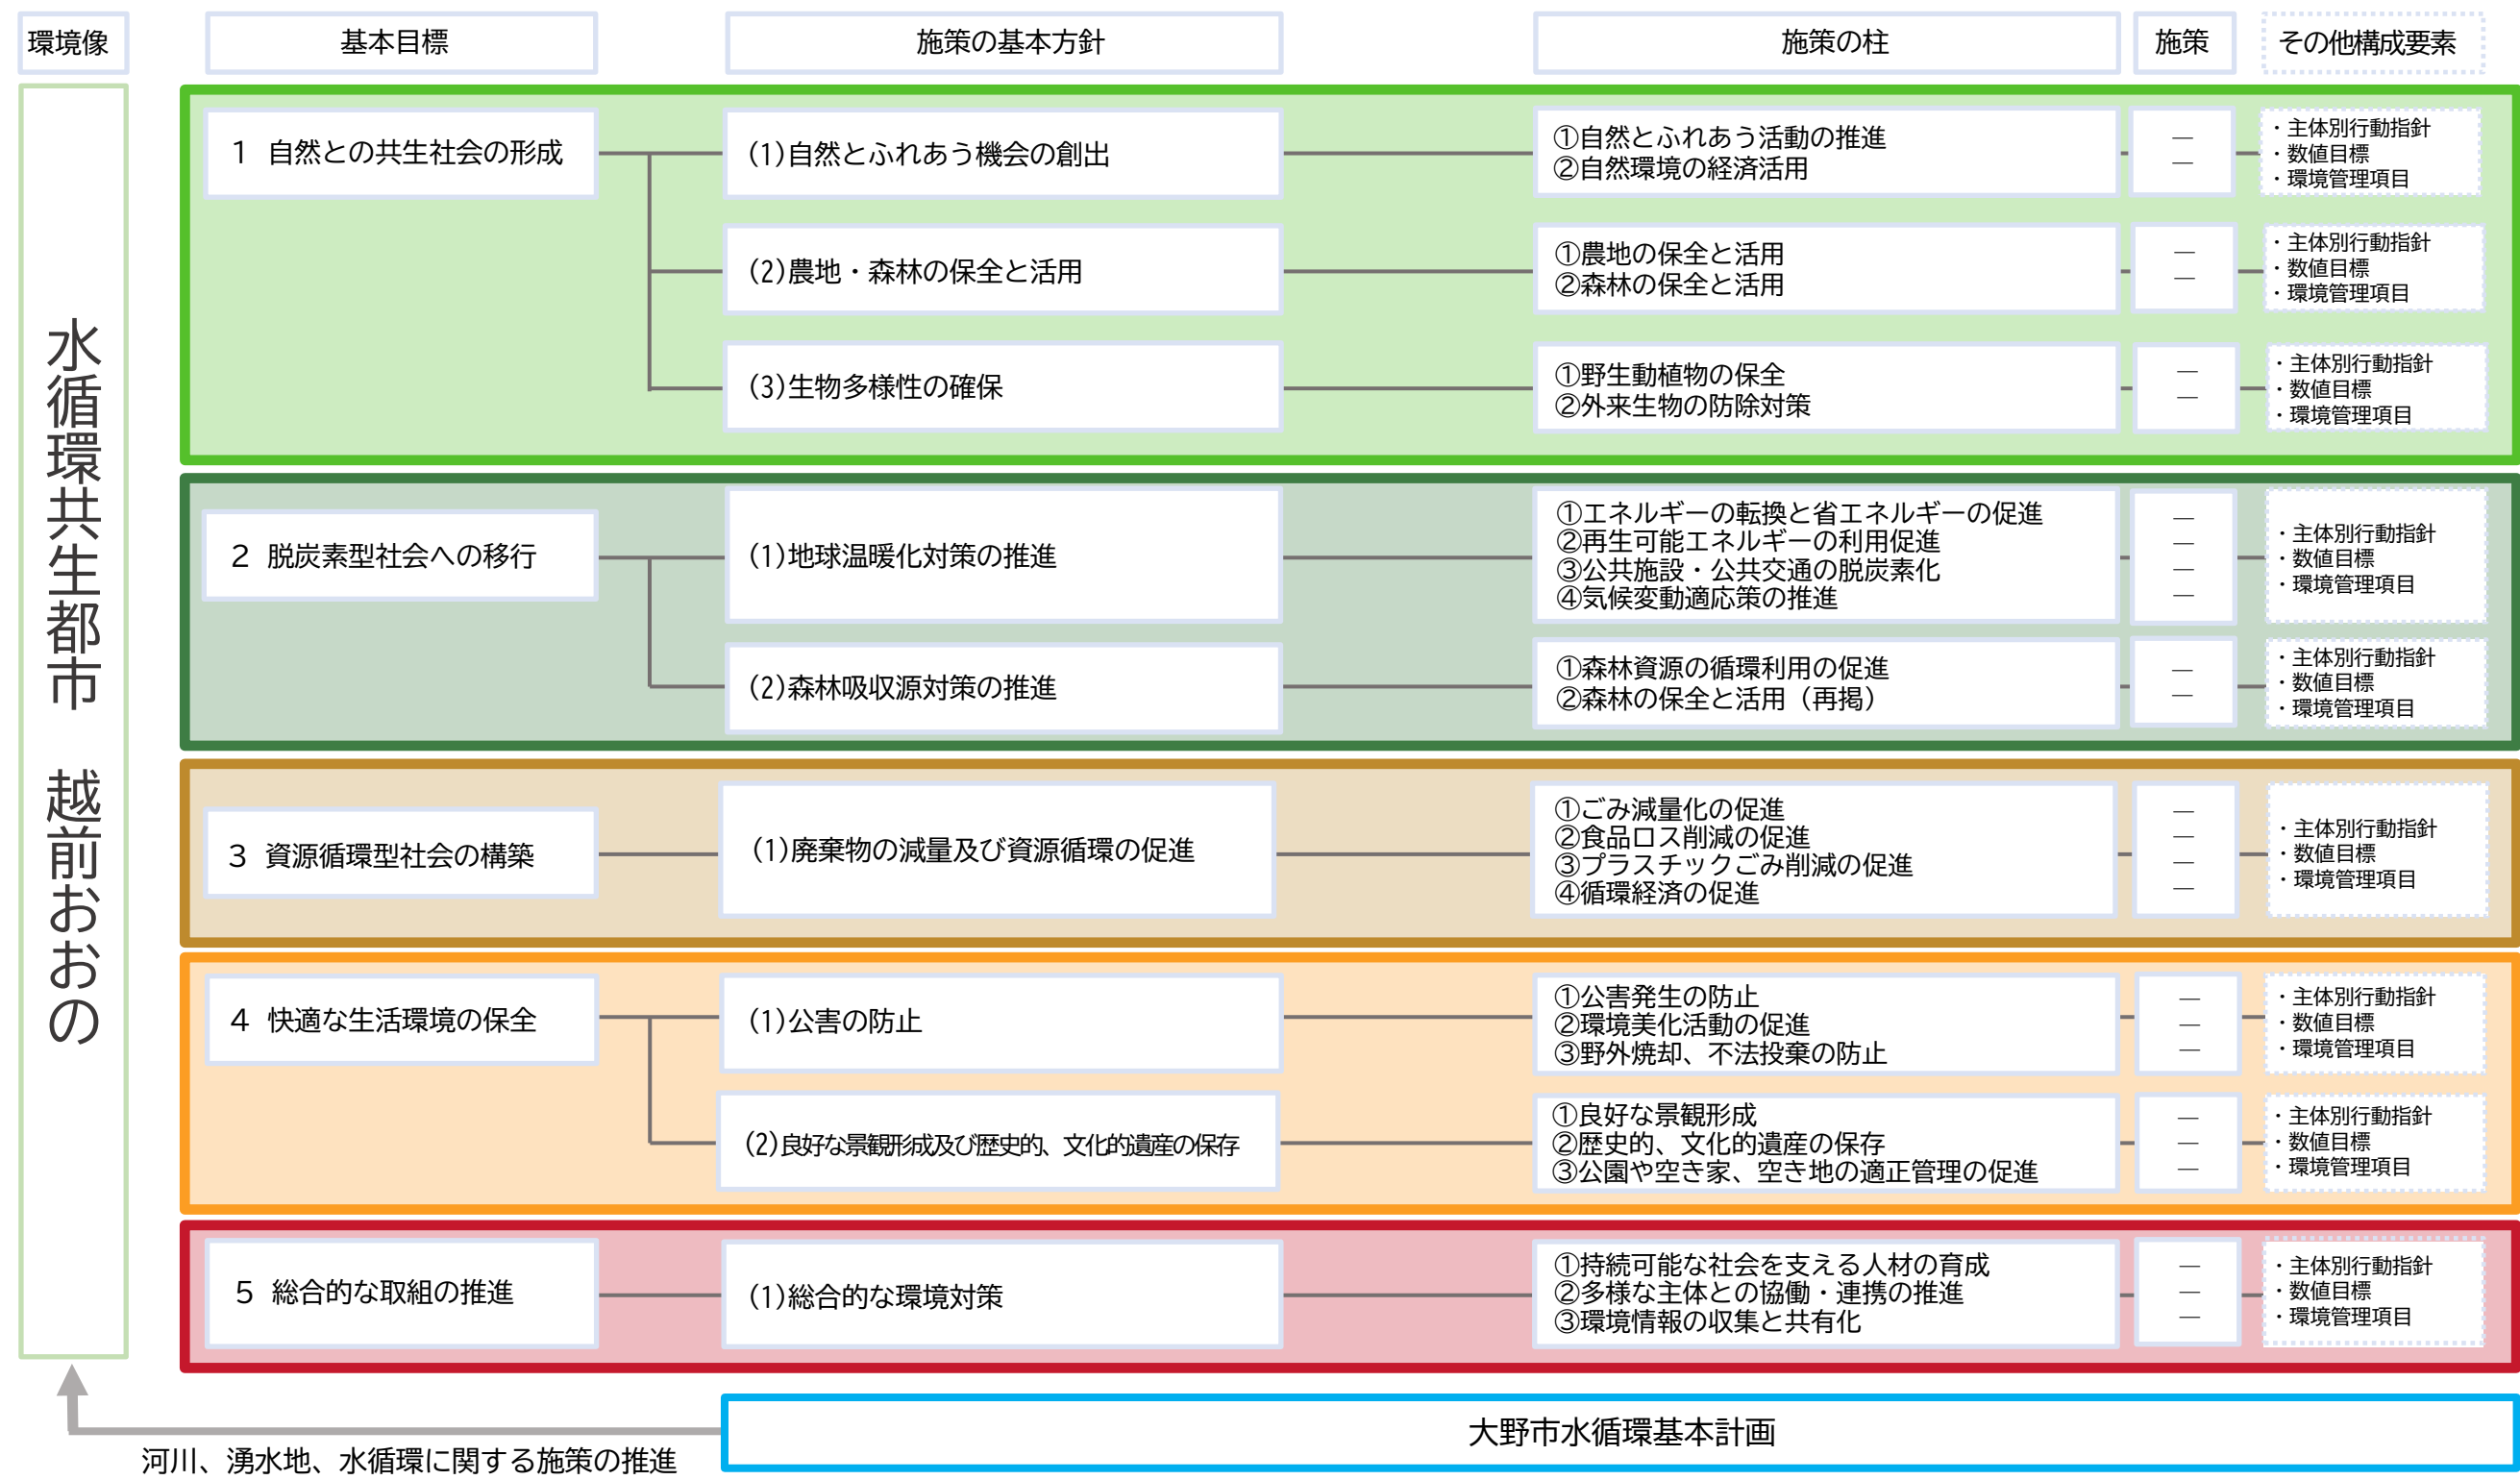 環境像
基本目標
施策の基本方針
施策の柱
施策
その他構成要素
水循環共生都市　越前おおの
1 自然との共生社会の形成
(1)自然とふれあう機会の創出
①自然とふれあう活動の推進
②自然環境の経済活用
―
―
・主体別行動指針
・数値目標
・環境管理項目
(2)農地・森林の保全と活用
①農地の保全と活用
②森林の保全と活用
―
―
・主体別行動指針
・数値目標
・環境管理項目
(3)生物多様性の確保
①野生動植物の保全
②外来生物の防除対策
―
―
・主体別行動指針
・数値目標
・環境管理項目
2 脱炭素型社会への移行
(1)地球温暖化対策の推進
①エネルギーの転換と省エネルギーの促進
②再生可能エネルギーの利用促進
③公共施設・公共交通の脱炭素化
④気候変動適応策の推進
―
―
―
―
・主体別行動指針
・数値目標
・環境管理項目
(2)森林吸収源対策の推進
①森林資源の循環利用の促進
②森林の保全と活用（再掲）
―
―
・主体別行動指針
・数値目標
・環境管理項目
3 資源循環型社会の構築
(1)廃棄物の減量及び資源循環の促進
①ごみ減量化の促進
②食品ロス削減の促進
③プラスチックごみ削減の促進
④循環経済の促進
―
―
―
―
・主体別行動指針
・数値目標
・環境管理項目
4 快適な生活環境の保全
(1)公害の防止
①公害発生の防止
②環境美化活動の促進
③野外焼却、不法投棄の防止
―
―
―
・主体別行動指針
・数値目標
・環境管理項目
(2)良好な景観形成及び歴史的、文化的遺産の保存
①良好な景観形成
②歴史的、文化的遺産の保存
③公園や空き家、空き地の適正管理の促進
―
―
―
・主体別行動指針
・数値目標
・環境管理項目
5 総合的な取組の推進
(1)総合的な環境対策
①持続可能な社会を支える人材の育成
②多様な主体との協働・連携の推進
③環境情報の収集と共有化
―
―
―
・主体別行動指針
・数値目標
・環境管理項目
大野市水循環基本計画
河川、湧水地、水循環に関する施策の推進